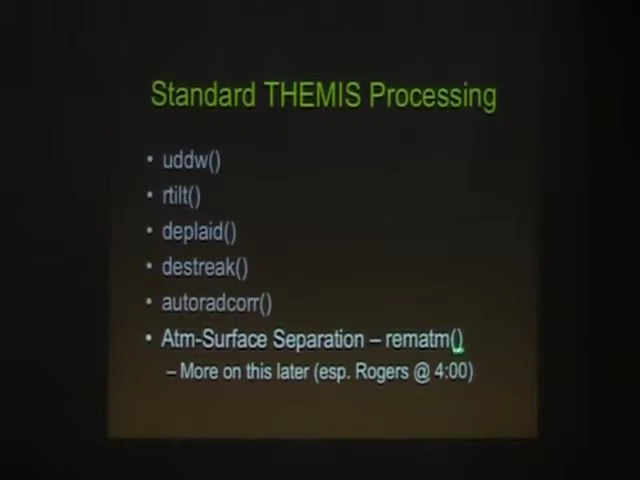 Standard THEMIS Processing
• uddw()
• rtilt()
• deplaid()
• destreak()
• autoradcorr()
• Atm-Surface Separation – rematm()
– More on this later (esp. Rogers @ 4:00)